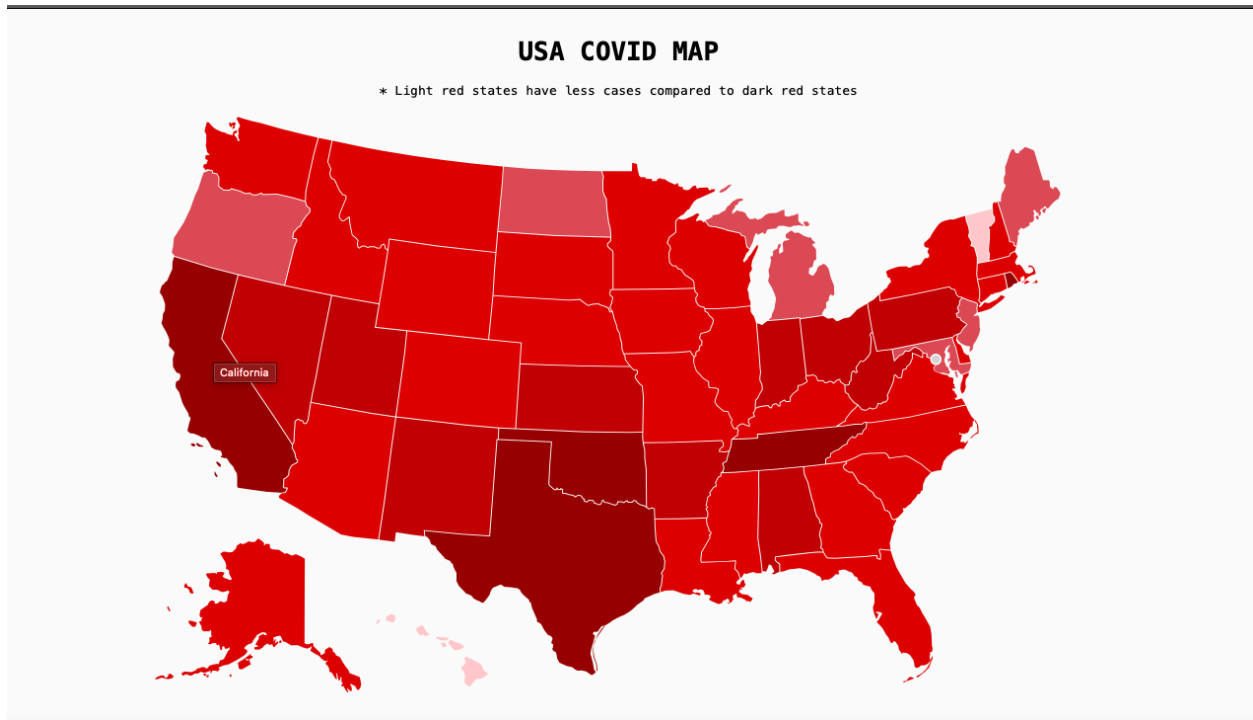 USA COVID MAP
* Light red states have less cases compared to dark red states
California